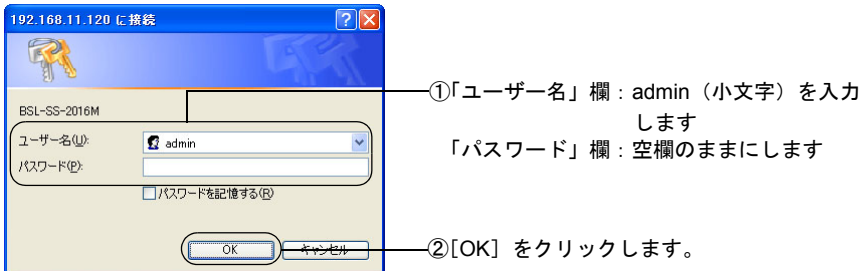 192.168.11.120 に接続
BSL-SS-2016M
ユーザー名(U):
admin
パスワード(P):
パスワードを記憶する(R)
OK
キャンセル
①「ユーザー名」欄：admin（小文字）を入力
します
「パスワード」欄：空欄のままにします
②[OK］をクリックします。